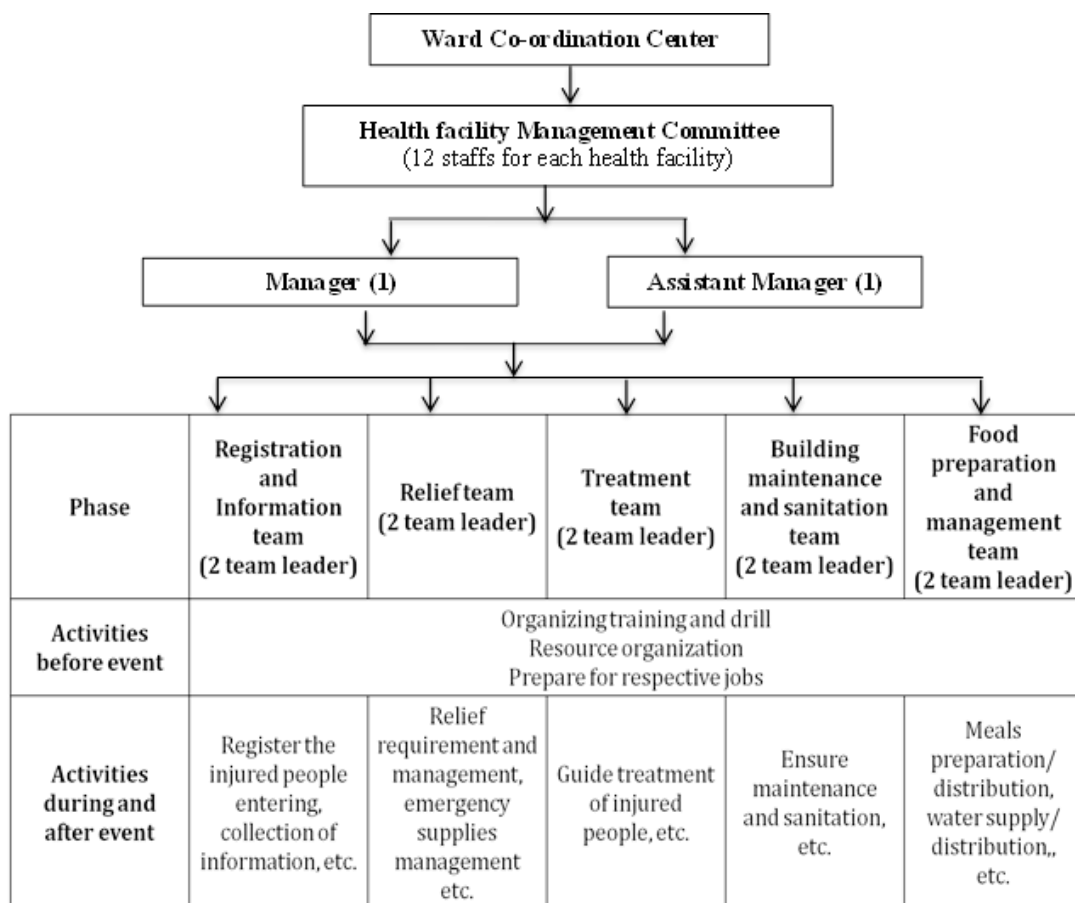 Ward Co-ordination Center
Health facility Management Committee
(12 staffs for each health facility)
Manager (1)
Assistant Manager (1)
Phase
Registration
and
Information
team
(2 team leader)
Relief team
(2 team leader)
Treatment
team
(2 team leader)
Building
maintenance
and sanitation
team
(2 team leader)
Food
preparation
and
management
team
(2 team leader)
Activities
before event
Organizing training and drill
Resource organization
Prepare for respective jobs
Activities
during and
after event
Register the
injured people
entering,
collection of
information, etc.
Relief
requirement and
management,
emergency
supplies
management
etc.
Guide treatment
of injured
people, etc.
Ensure
maintenance
and sanitation,
etc.
Meals
preparation/
distribution,
water supply/
distribution,,
etc.